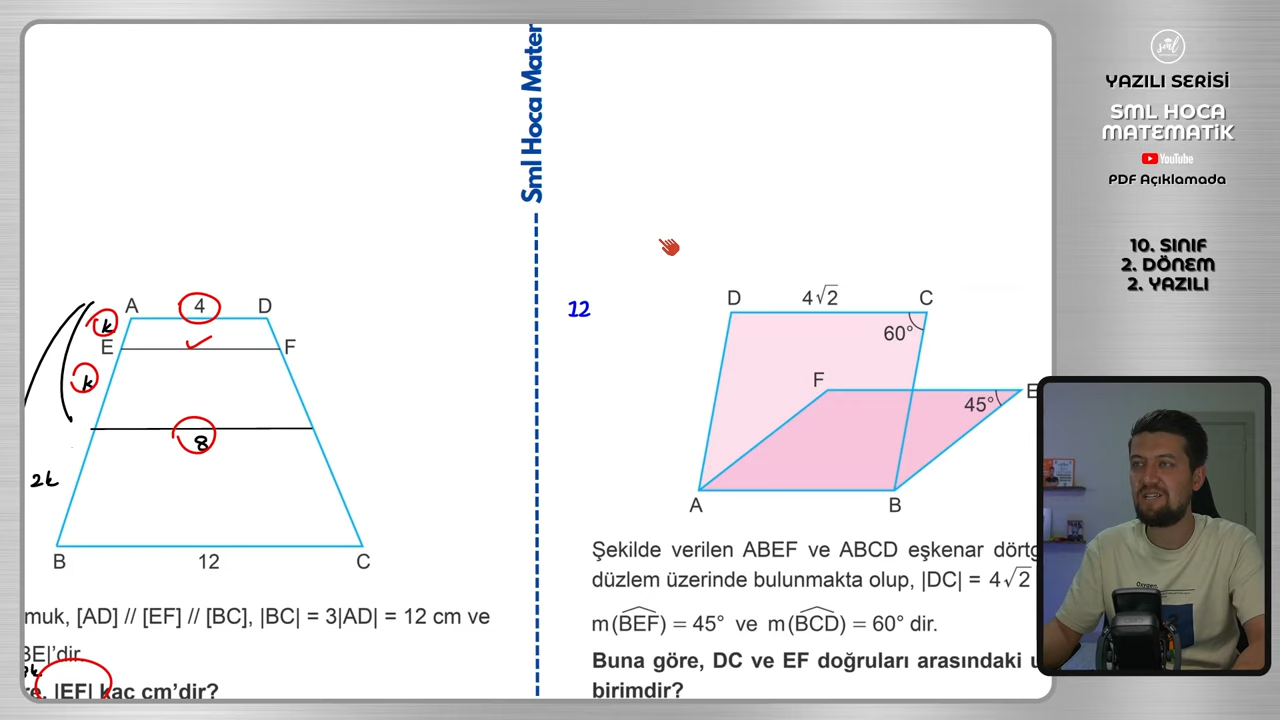 Sml Hoca Mater
YAZILI SERİSİ
SML HOCA
MATEMATİK
YouTube
PDF Açıklamada
10. SINIF
2. DÖNEM
2. YAZILI
A 4 D
k
E F
k
8
2k
B 12 C
muk, [AD] // [EF] // [BC], |BC| = 3|AD| = 12 cm ve
BE|'dir
re, |EF| kaç cm'dir?
12
D 4√2 C
60°
F E
45°
A B
Şekilde verilen ABEF ve ABCD eşkenar dörtg
düzlem üzerinde bulunmakta olup, |DC| = 4√2
m(BEF) = 45° ve m(BCD) = 60° dir.
Buna göre, DC ve EF doğruları arasındaki u
birimdir?